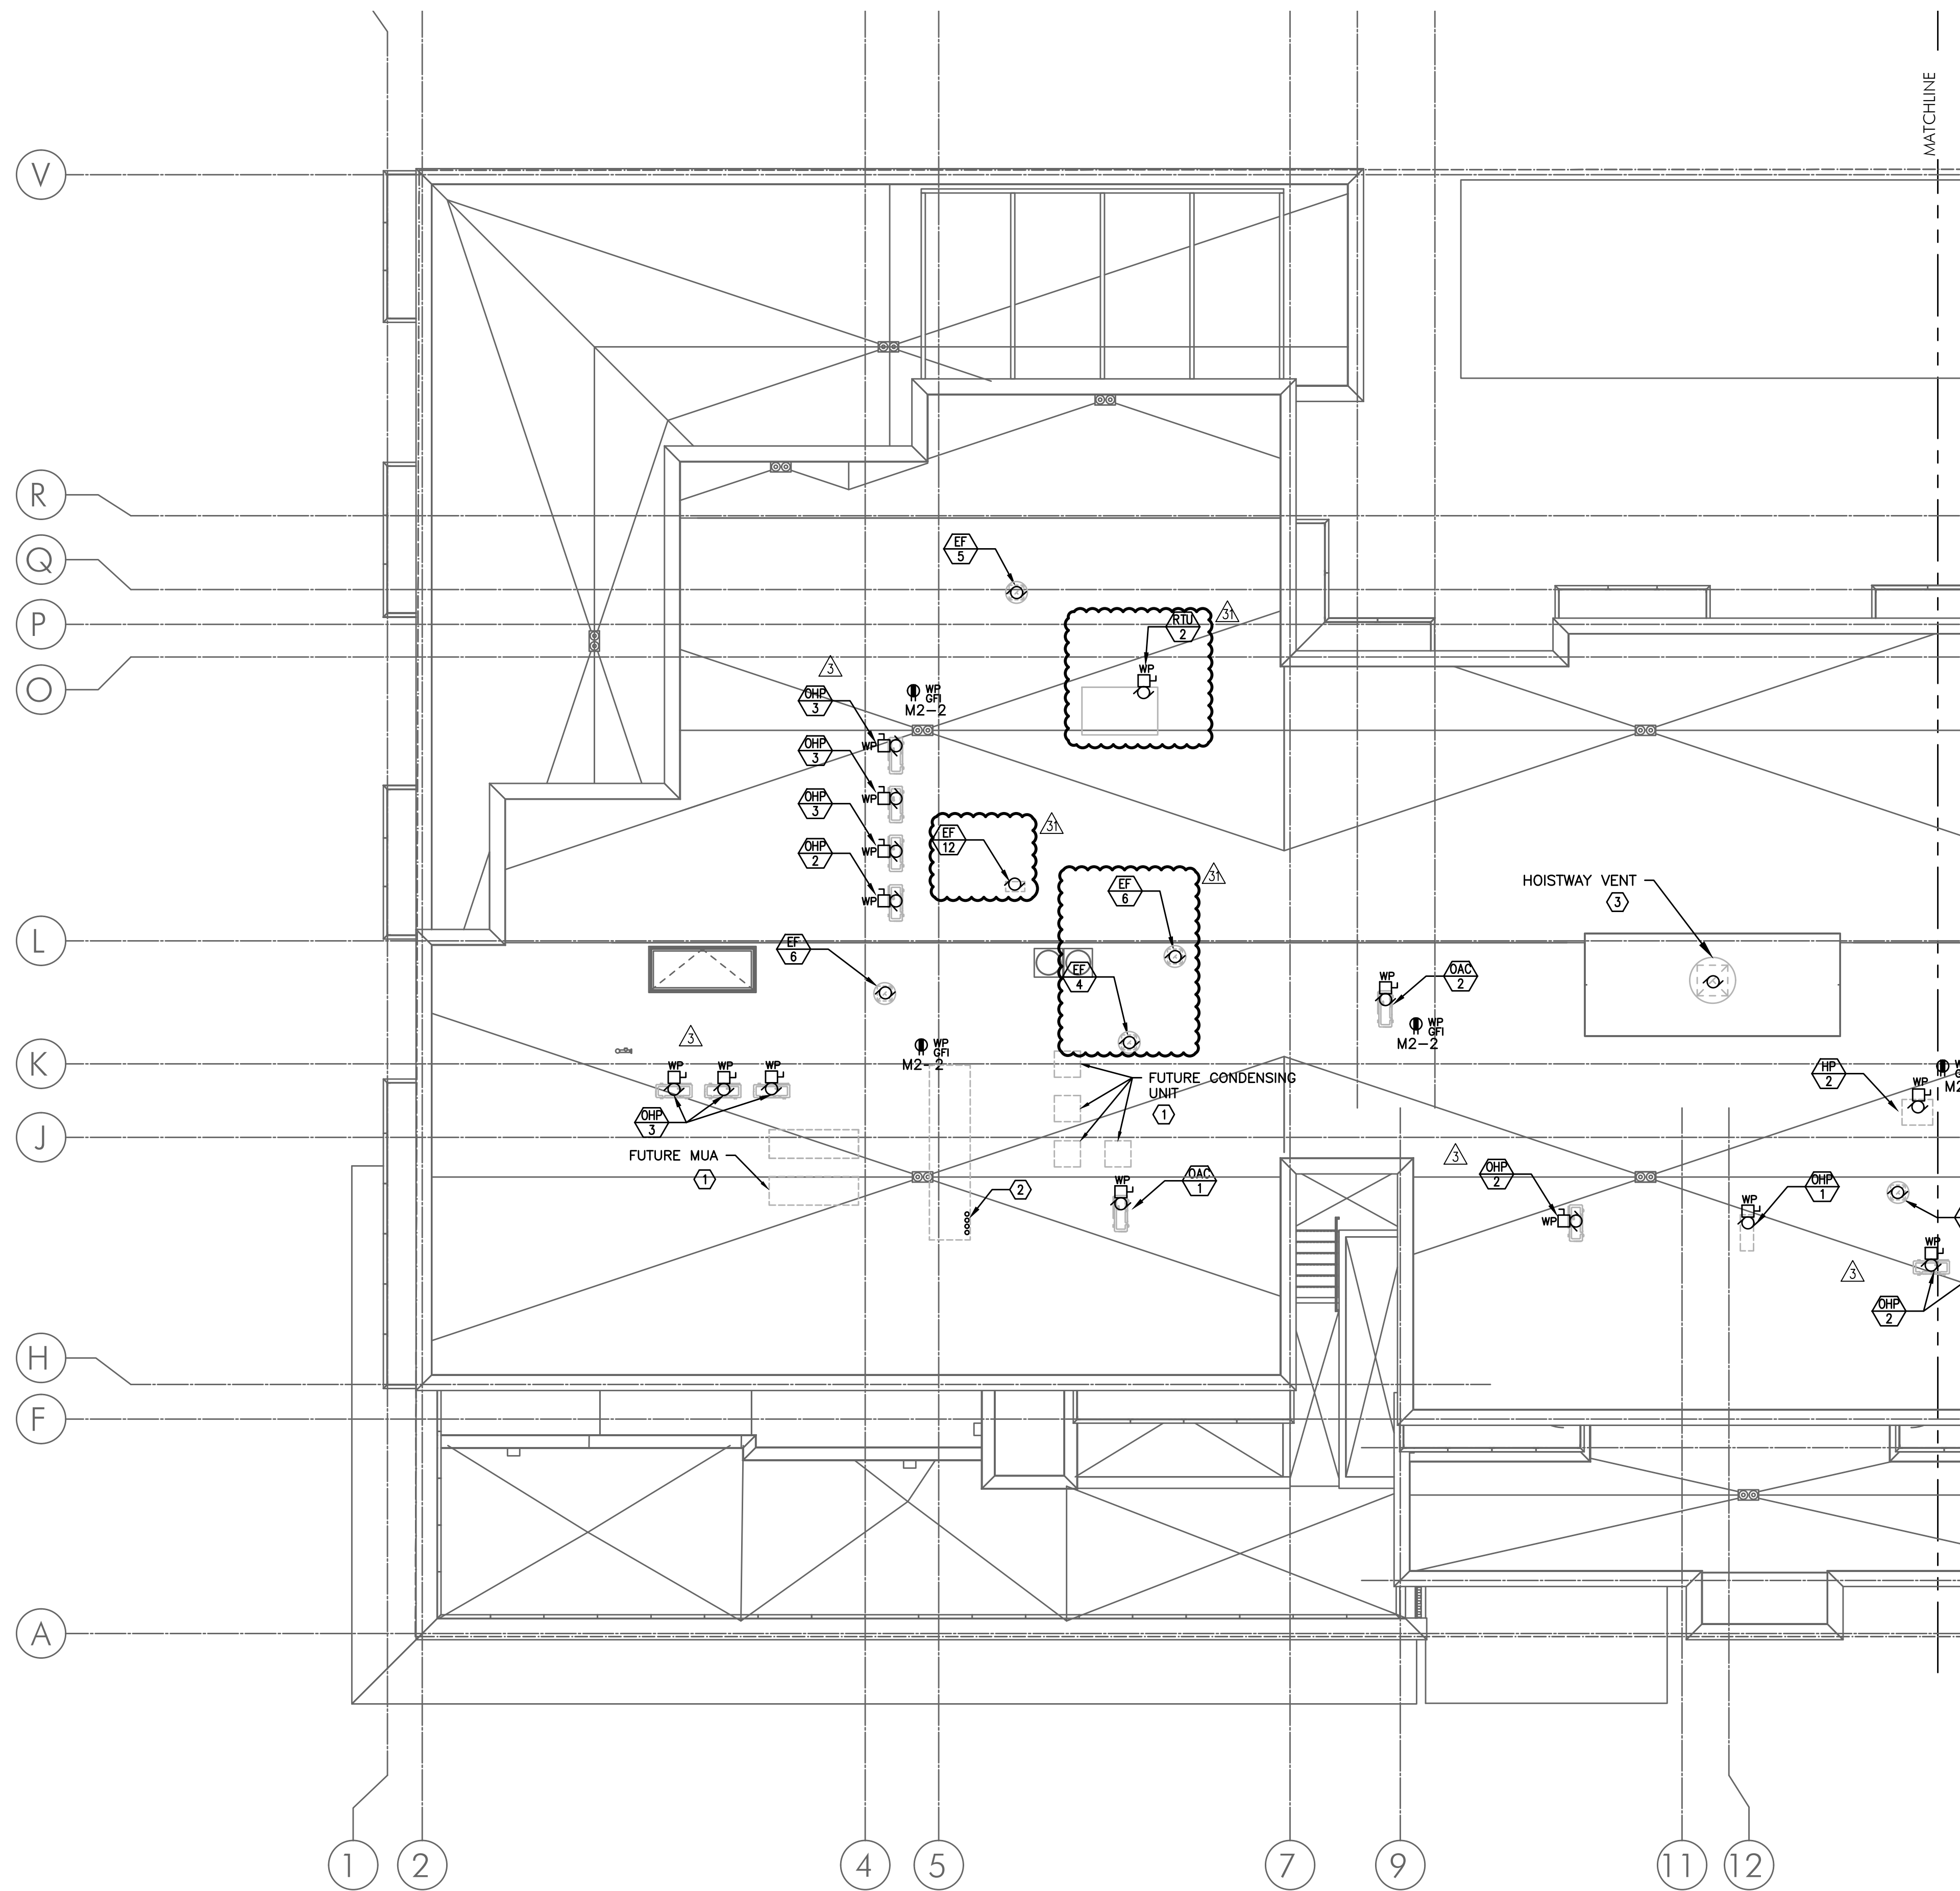 MATCHLINE
V
R
Q
P
O
L
K
J
H
F
A
EF
5
RTU
2
31
WP
3
OHP
3
WP
GFI
M2-2
WP
OHP
3
WP
OHP
3
WP
OHP
2
WP
EF
12
31
EF
6
31
EF
4
EF
6
HOISTWAY VENT
3
WP
OAC
2
WP
GFI
M2-2
3
WP
WP
WP
OHP
3
WP
GFI
M2-2
FUTURE CONDENSING
UNIT
1
FUTURE MUA
1
2
WP
OAC
1
HP
2
WP
3
OHP
2
WP
WP
OHP
1
WP
3
OHP
2
1
2
4
5
7
9
11
12